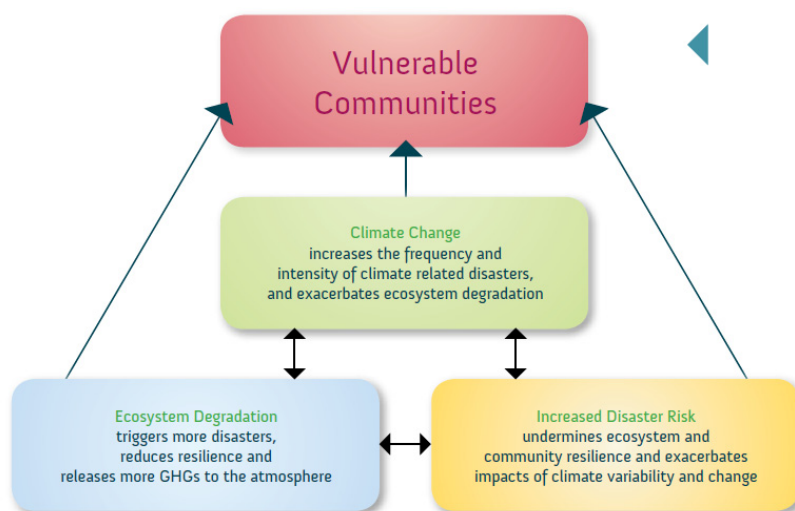 Vulnerable
Communities
Climate Change
increases the frequency and
intensity of climate related disasters,
and exacerbates ecosystem degradation
Ecosystem Degradation
triggers more disasters,
reduces resilience and
releases more GHGs to the atmosphere
Increased Disaster Risk
undermines ecosystem and
community resilience and exacerbates
impacts of climate variability and change